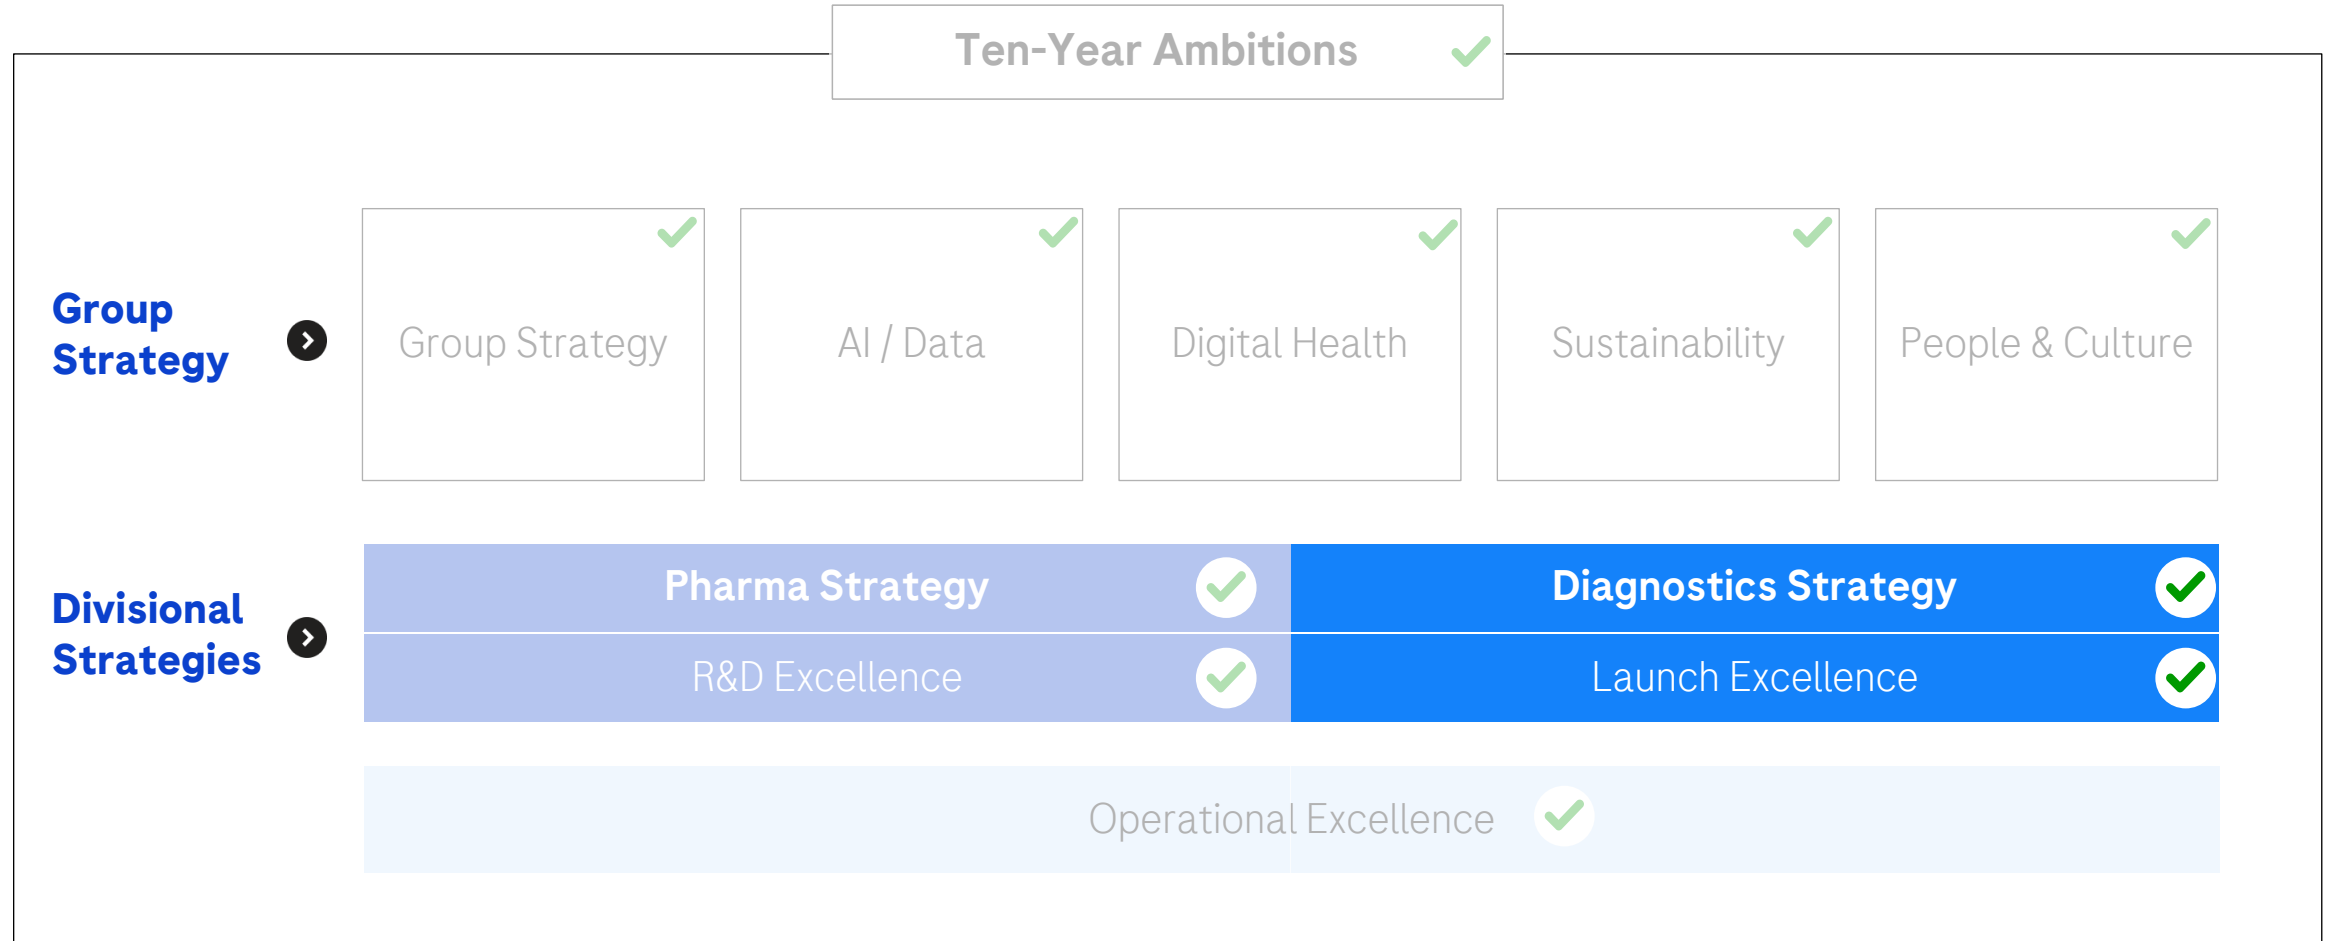 Ten-Year Ambitions
Group
Strategy
Group Strategy
AI / Data
Digital Health
Sustainability
People & Culture
Divisional
Strategies
Pharma Strategy
Diagnostics Strategy
R&D Excellence
Launch Excellence
Operational Excellence